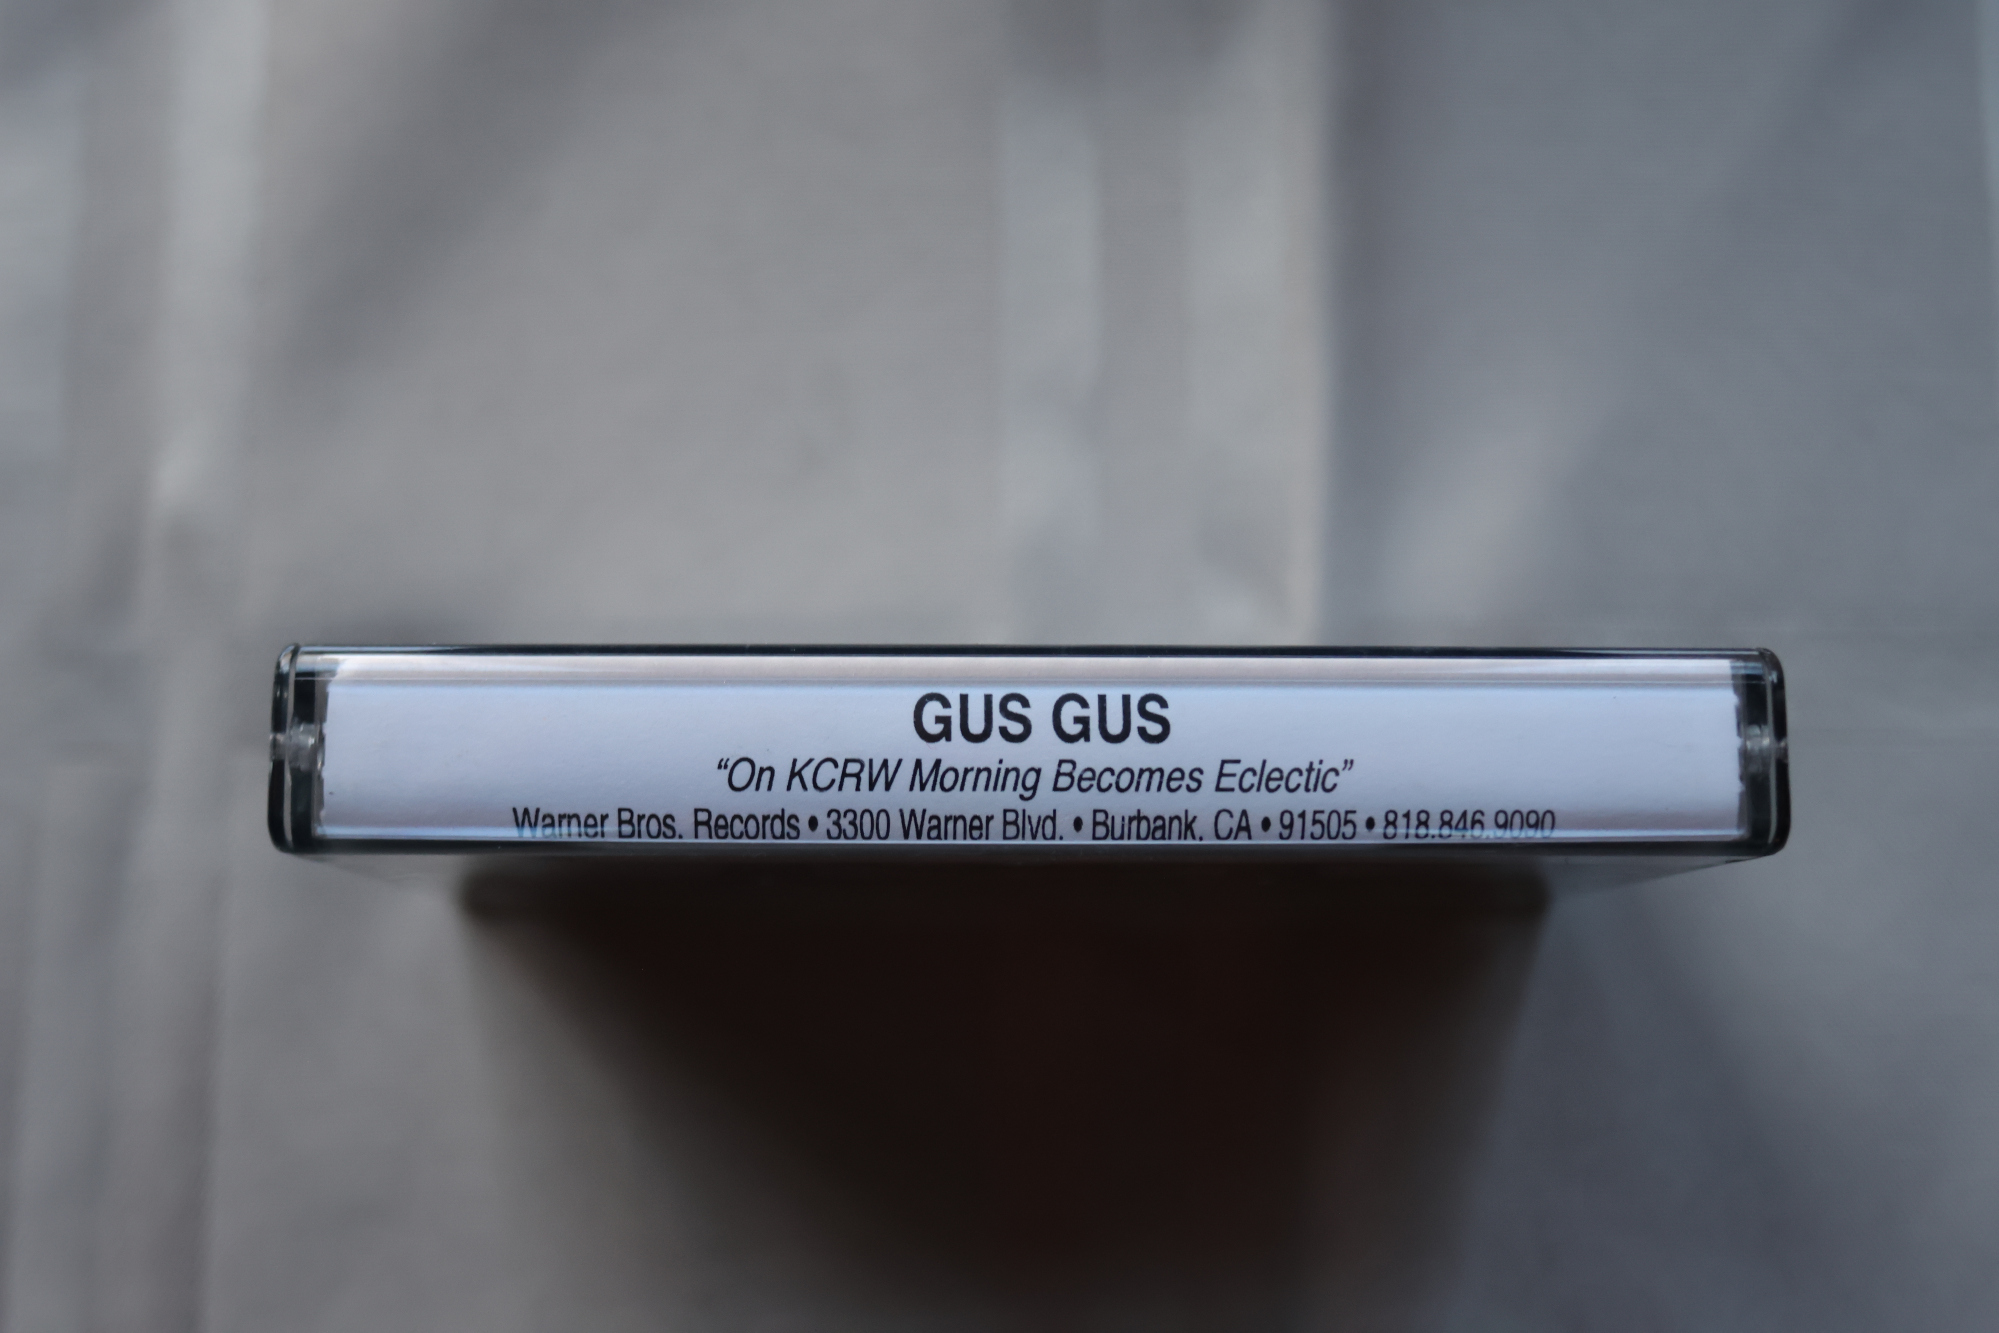 GUS GUS
“On KCRW Morning Becomes Eclectic”
Warner Bros. Records • 3300 Warner Blvd. • Burbank, CA • 91505 • 818.846.9090